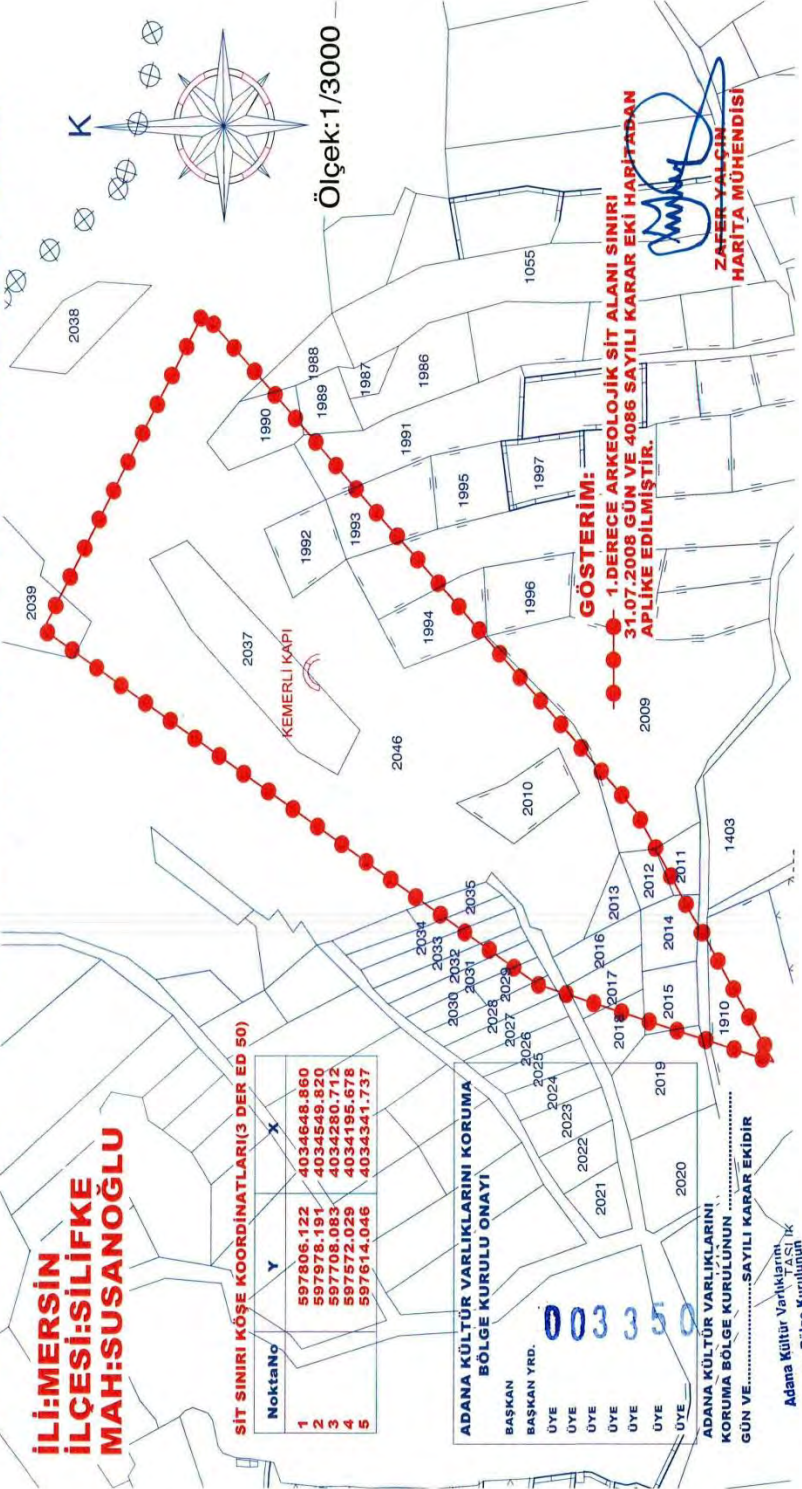 İLİ:MERSİN
İLÇESİ:SİLİFKE
MAH:SUSANOĞLU
SİT SINIRI KÖŞE KOORDİNATLARI(3 DER ED 50)
NoktaNo Y X
1 597806.122 4034648.860
2 597978.191 4034549.820
3 597708.083 4034280.712
4 597572.029 4034195.678
5 597614.046 4034341.737
ADANA KÜLTÜR VARLIKLARINI KORUMA
BÖLGE KURULU ONAYI
BAŞKAN
BAŞKAN YRD.
ÜYE
ÜYE
ÜYE
ÜYE
ÜYE
ÜYE
ÜYE
003350
ADANA KÜLTÜR VARLIKLARINI
KORUMA BÖLGE KURULUNUN
GÜN VE SAYILI KARAR EKİDİR
Adana Kültür Varlıklarını
TAŞLIK
K
Ölçek:1/3000
2038
2039
2037
KEMERLİ KAPI
2046
1988
1990
1989
1987
1986
1055
1991
1992
1993
1995
1997
1994
1996
2009
2010
2035
2034
2033
2032
2031
2030
2029
2028
2027
2026
2025
2024
2023
2022
2021
2020
2019
2018
2017
2016
2013
2012
2011
2014
2015
1910
1403
GÖSTERİM:
1.DERECE ARKEOLOJİK SİT ALANI SINIRI
31.07.2008 GÜN VE 4086 SAYILI KARAR EKİ HARİTADAN
APLİKE EDİLMİŞTİR.
ZAFER YALÇIN
HARİTA MÜHENDİSİ